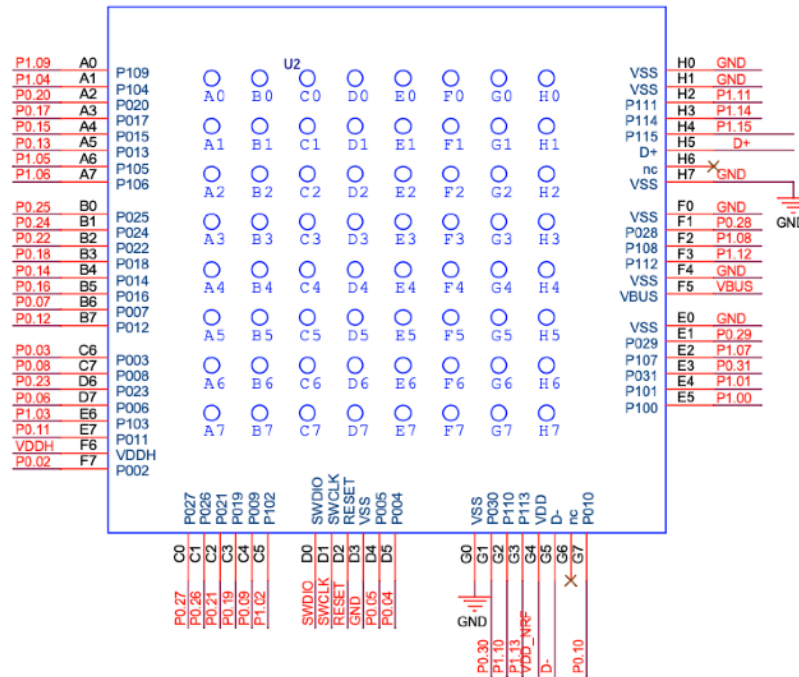 U2
P1.09 A0 P109
P1.04 A1 P104
P0.20 A2 P020
P0.17 A3 P017
P0.15 A4 P015
P0.13 A5 P013
P1.05 A6 P105
P1.06 A7 P106
P0.25 B0 P025
P0.24 B1 P024
P0.22 B2 P022
P0.18 B3 P018
P0.14 B4 P014
P0.16 B5 P016
P0.07 B6 P007
P0.12 B7 P012
P0.03 C6 P003
P0.08 C7 P008
P0.23 D6 P023
P0.06 D7 P006
P1.03 E6 P103
P0.11 E7 P011
VDDH F6 VDDH
P0.02 F7 P002
A0 B0 C0 D0 E0 F0 G0 H0
A1 B1 C1 D1 E1 F1 G1 H1
A2 B2 C2 D2 E2 F2 G2 H2
A3 B3 C3 D3 E3 F3 G3 H3
A4 B4 C4 D4 E4 F4 G4 H4
A5 B5 C5 D5 E5 F5 G5 H5
A6 B6 C6 D6 E6 F6 G6 H6
A7 B7 C7 D7 E7 F7 G7 H7
VSS H0 GND
VSS H1 GND
P111 H2 P1.11
P114 H3 P1.14
P115 H4 P1.15
D+ H5 D+
nc H6
VSS H7 GND
GND
VSS F0 GND
P028 F1 P0.28
P108 F2 P1.08
P112 F3 P1.12
VSS F4 GND
VBUS F5 VBUS
VSS E0 GND
P029 E1 P0.29
P107 E2 P1.07
P031 E3 P0.31
P101 E4 P1.01
P100 E5 P1.00
P027 P026 P021 P019 P009 P102
C0 C1 C2 C3 C4 C5
P0.27 P0.26 P0.21 P0.19 P0.09 P1.02
SWDIO SWCLK RESET VSS P005 P004
D0 D1 D2 D3 D4 D5
SWDIO SWCLK RESET GND P0.05 P0.04
VSS P030 P110 P113 VDD D- nc P010
G0 G1 G2 G3 G4 G5 G6 G7
GND
P0.30 P1.10 P1.13 VDD_NRF D- P0.10